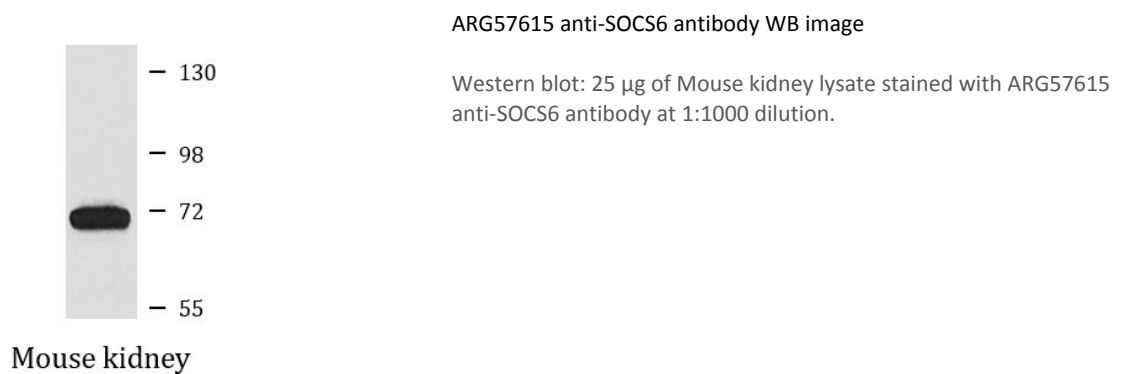 ARG57615 anti-SOCS6 antibody WB image
Western blot: 25 µg of Mouse kidney lysate stained with ARG57615
anti-SOCS6 antibody at 1:1000 dilution.
130
98
72
55
Mouse kidney